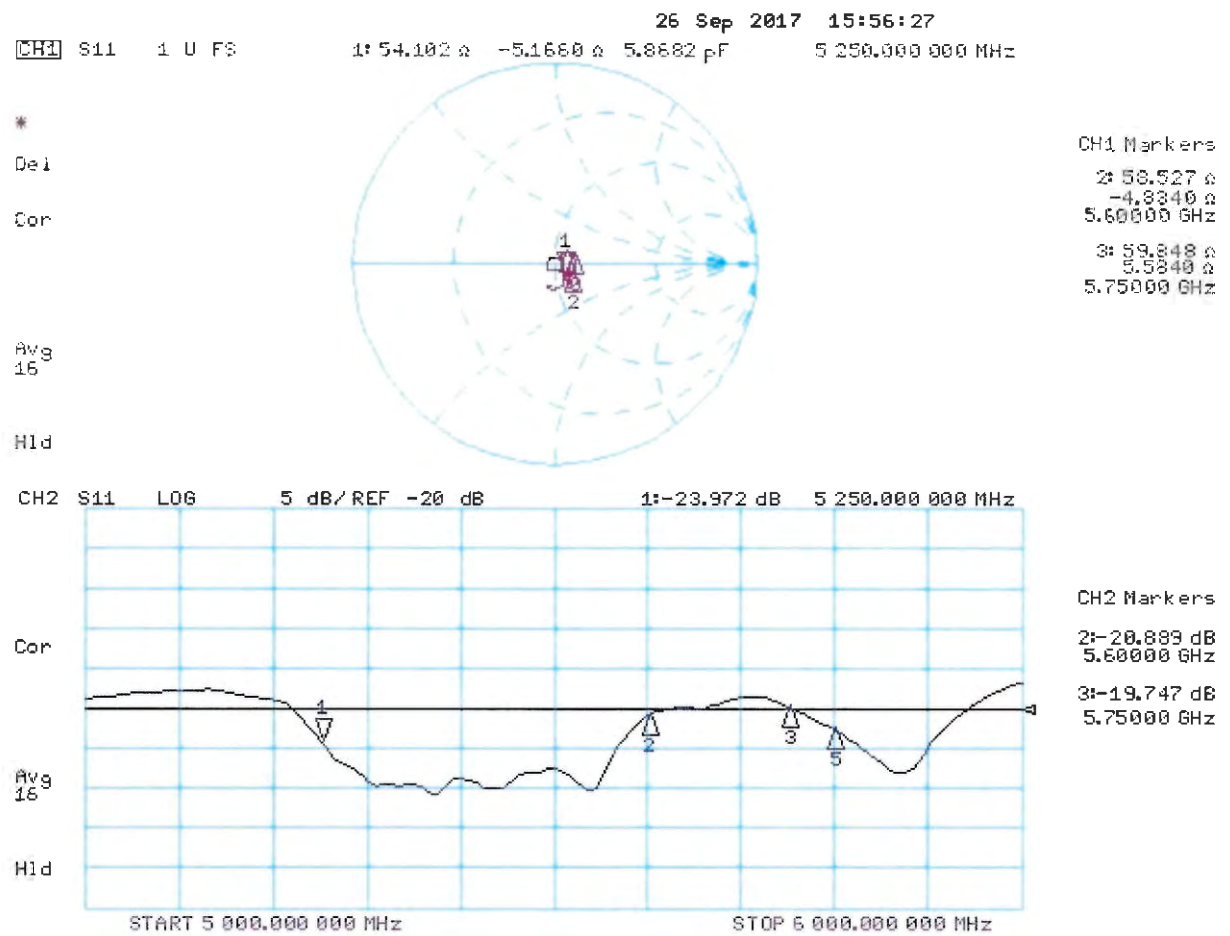 26 Sep 2017 15:56:27
CH1 S11 1 U FS 1: 54.102 Ω -5.1660 Ω 5.8682 pF 5 250.000 000 MHz
*
Del
Cor
Avg
16
Hld
1
2
CH1 Markers
2: 58.527 Ω
-4.8340 Ω
5.60000 GHz
3: 59.848 Ω
5.5840 Ω
5.75000 GHz
CH2 S11 LOG 5 dB/ REF -20 dB 1:-23.972 dB 5 250.000 000 MHz
Cor
Avg
16
Hld
1
2
3
5
CH2 Markers
2:-20.889 dB
5.60000 GHz
3:-19.747 dB
5.75000 GHz
START 5 000.000 000 MHz STOP 6 000.000 000 MHz